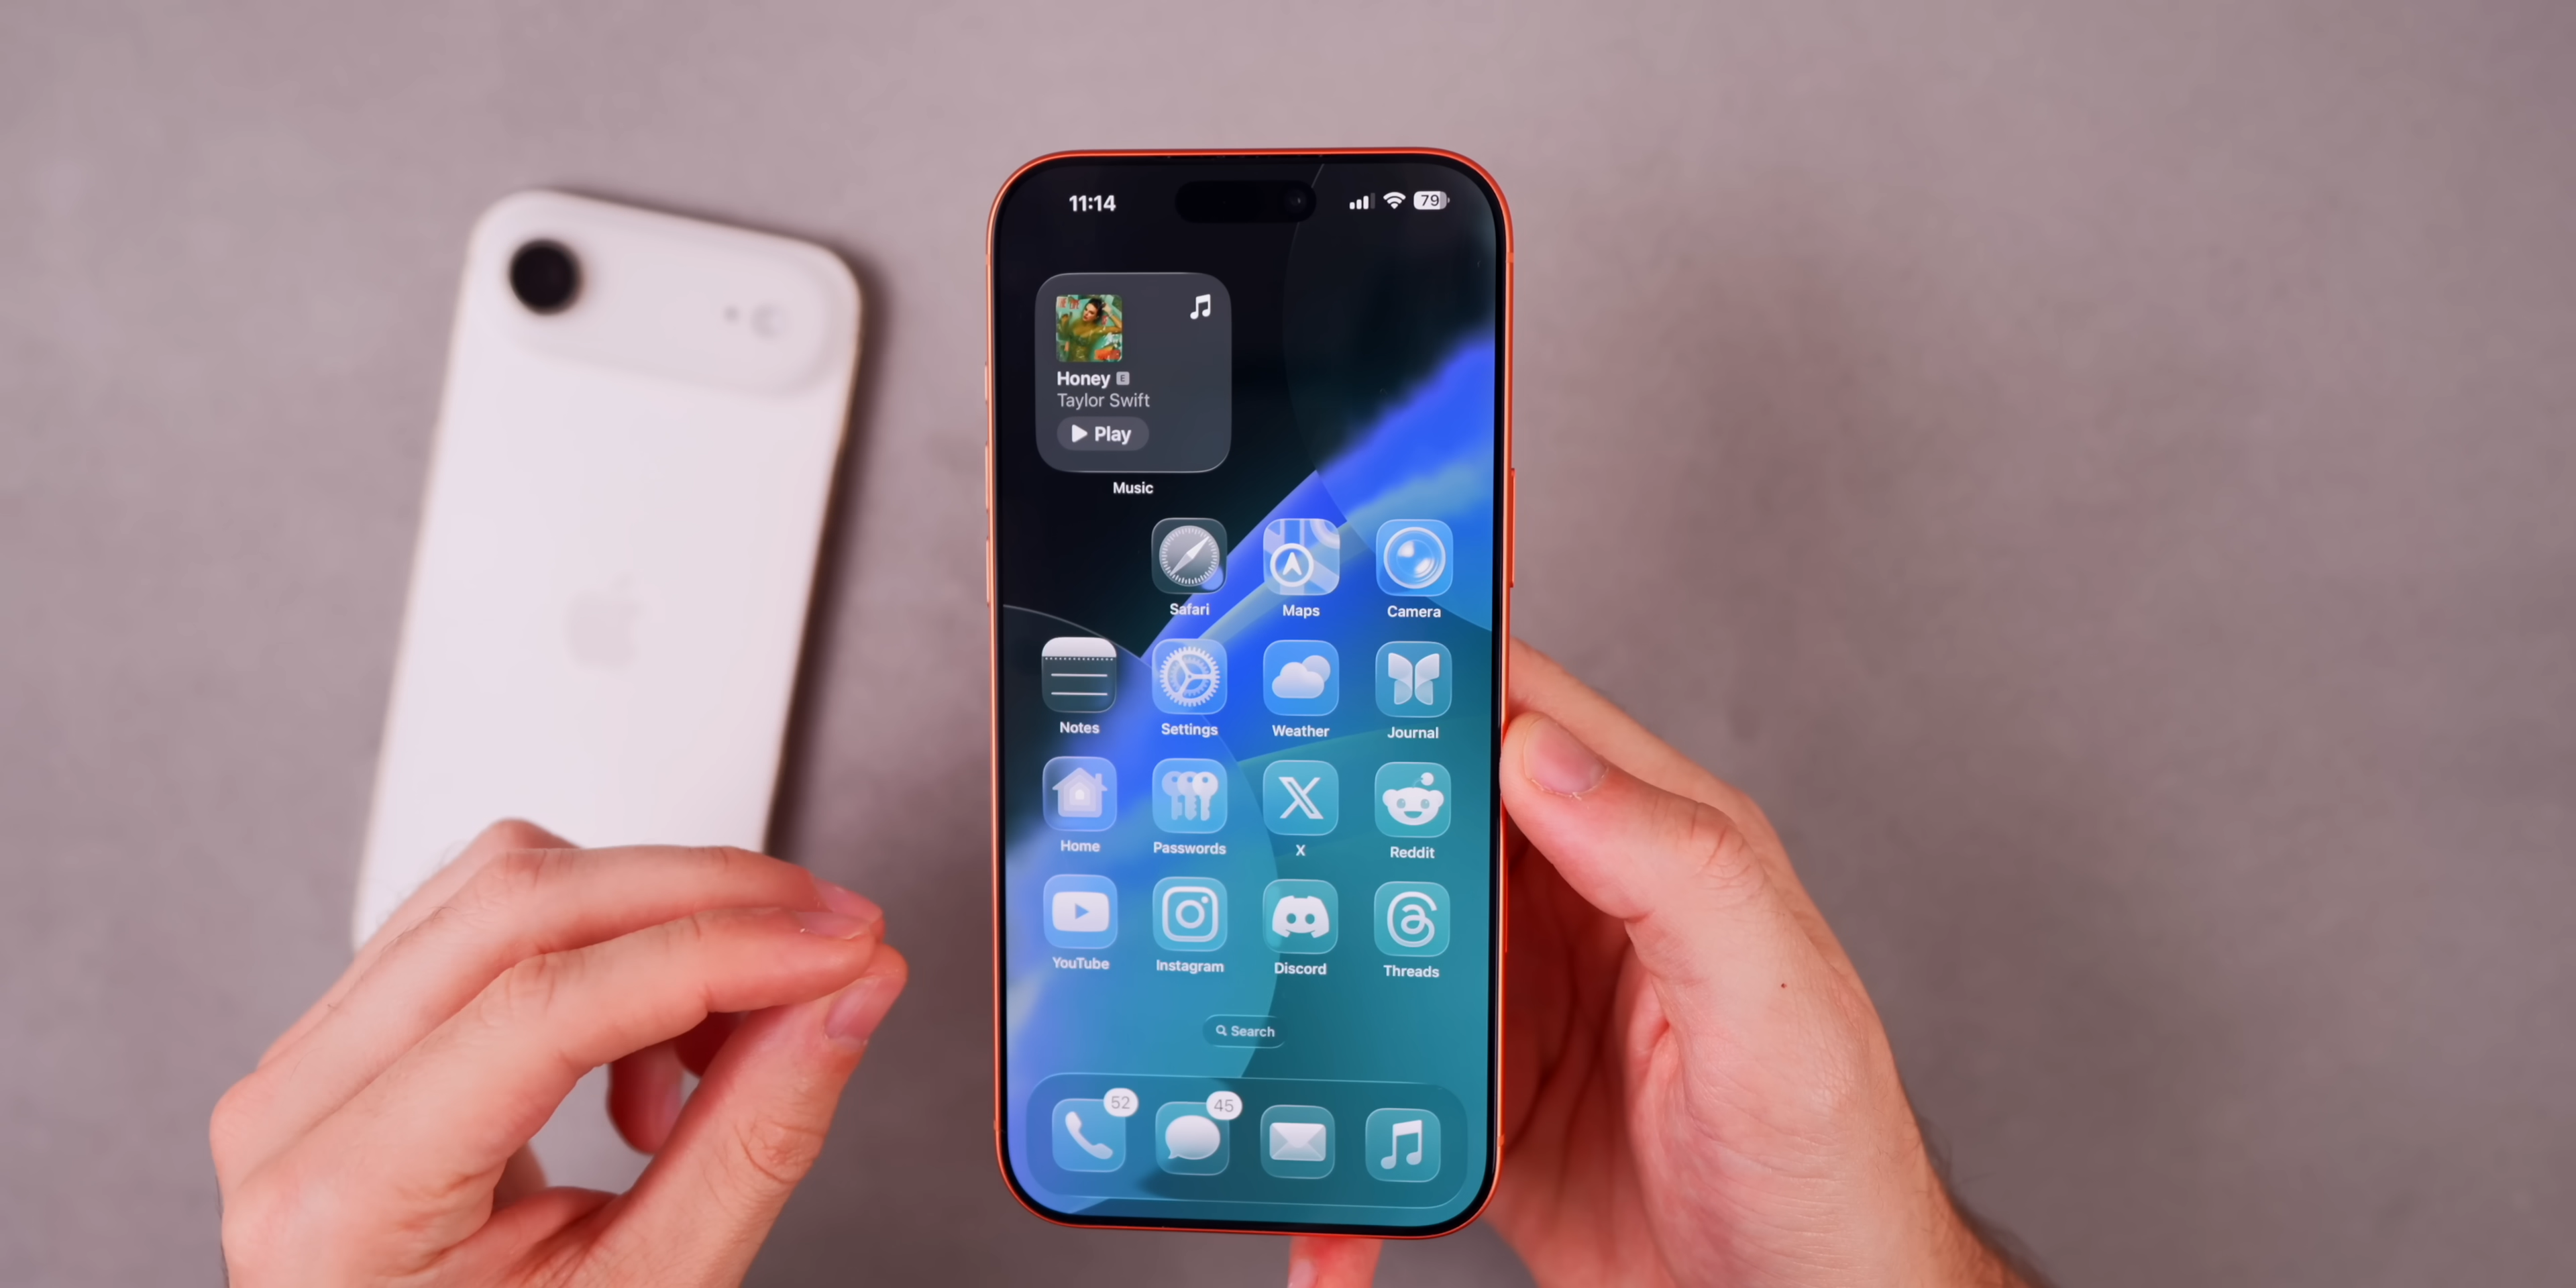 11:14
79
Honey E
Taylor Swift
Play
Music
Safari
Maps
Camera
Notes
Settings
Weather
Journal
Home
Passwords
X
Reddit
YouTube
Instagram
Discord
Threads
Search
52
45